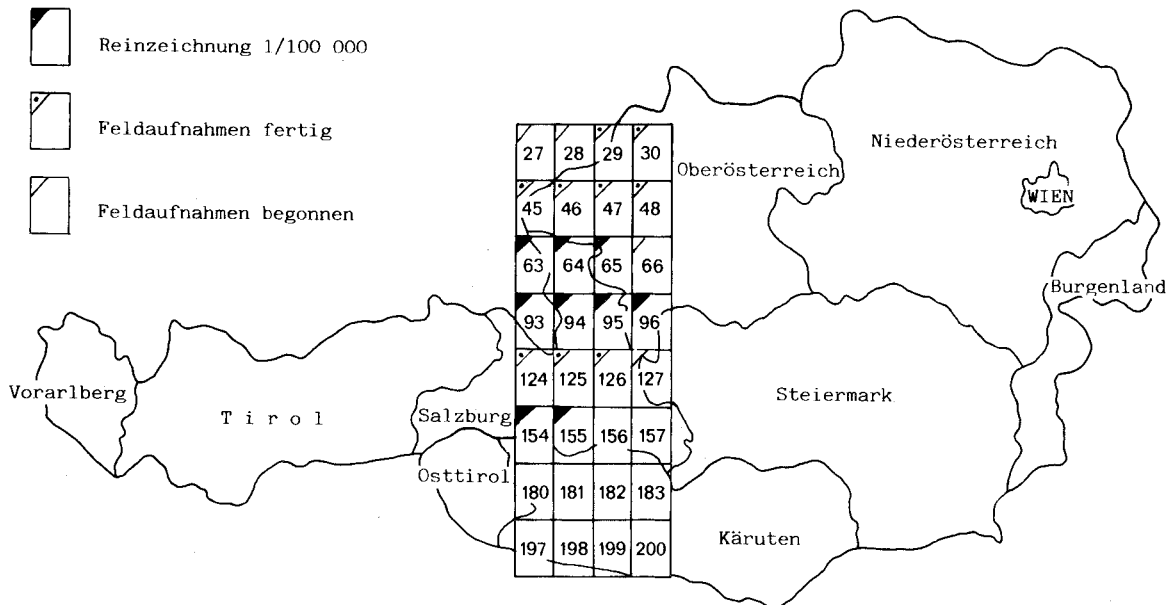 Reinzeichnung 1/100 000
Feldaufnahmen fertig
Feldaufnahmen begonnen
27 28 29 30
45 46 47 48
63 64 65 66
93 94 95 96
124 125 126 127
154 155 156 157
180 181 182 183
197 198 199 200
Oberösterreich
Niederösterreich
WIEN
Burgenland
Vorarlberg
Tirol
Salzburg
Osttirol
Steiermark
Käruten